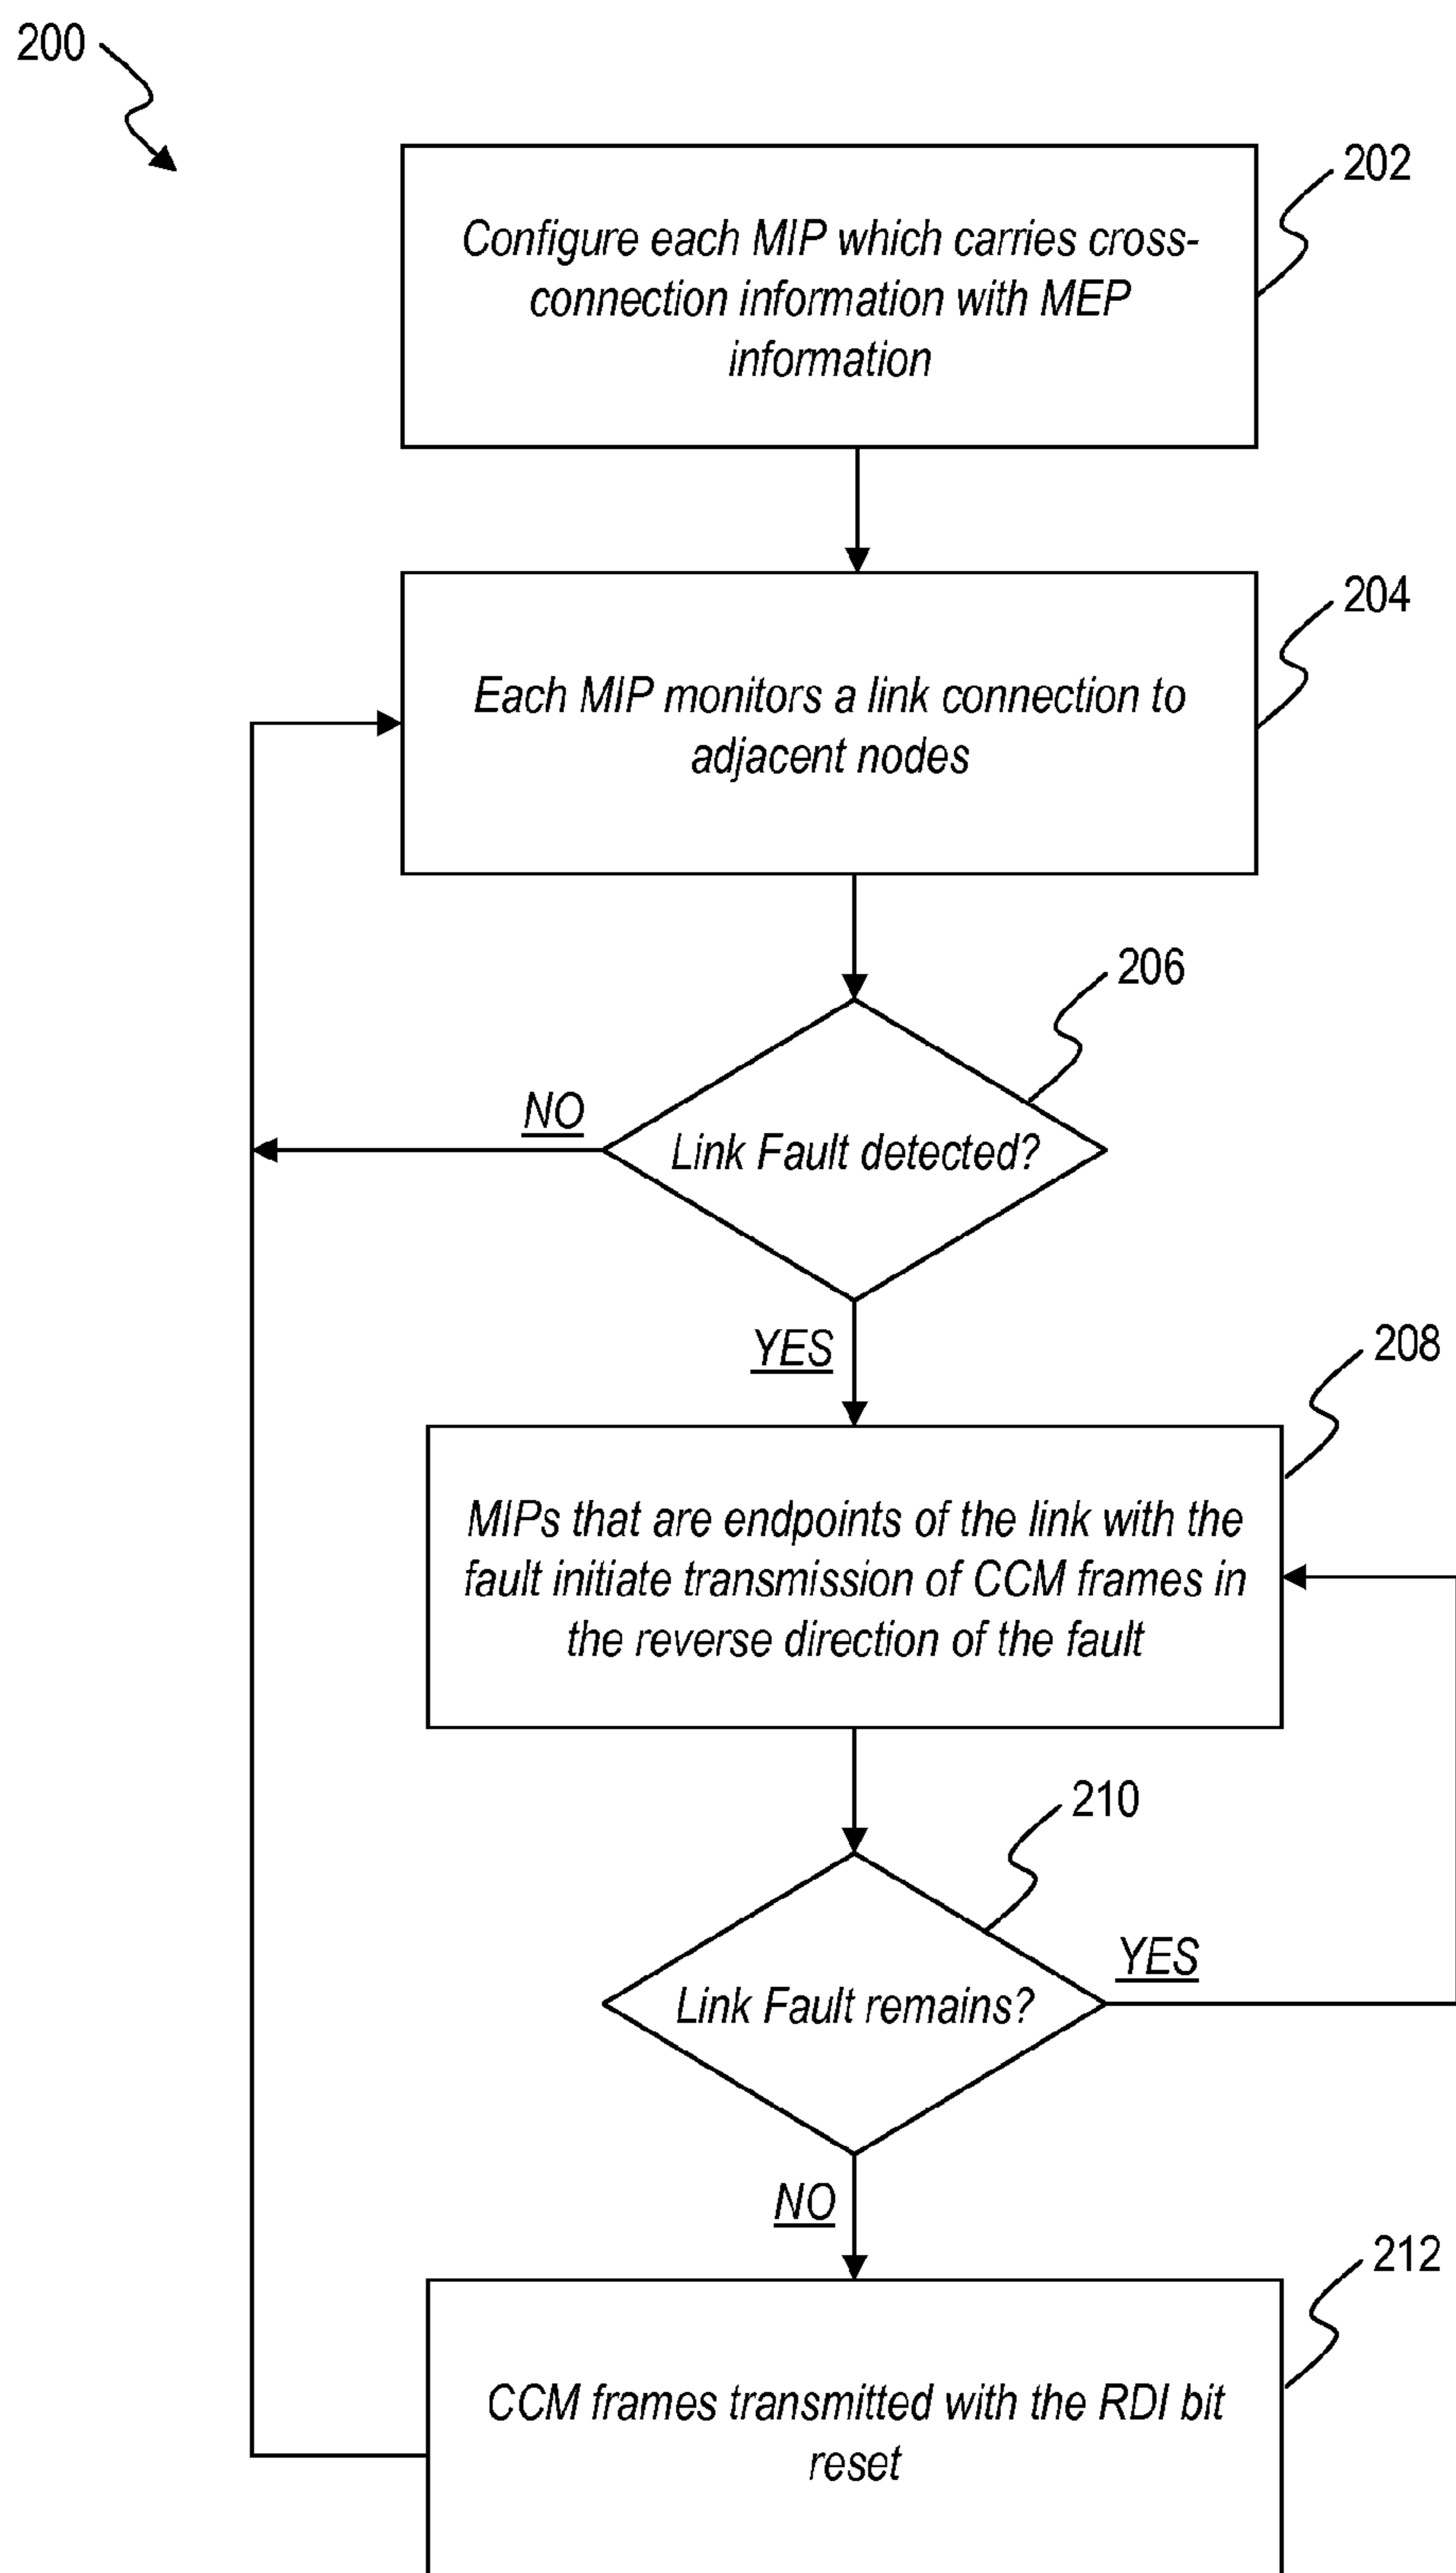 200
202
Configure each MIP which carries cross-
connection information with MEP
information
204
Each MIP monitors a link connection to
adjacent nodes
206
NO
Link Fault detected?
YES
208
MIPs that are endpoints of the link with the
fault initiate transmission of CCM frames in
the reverse direction of the fault
210
YES
Link Fault remains?
NO
212
CCM frames transmitted with the RDI bit
reset